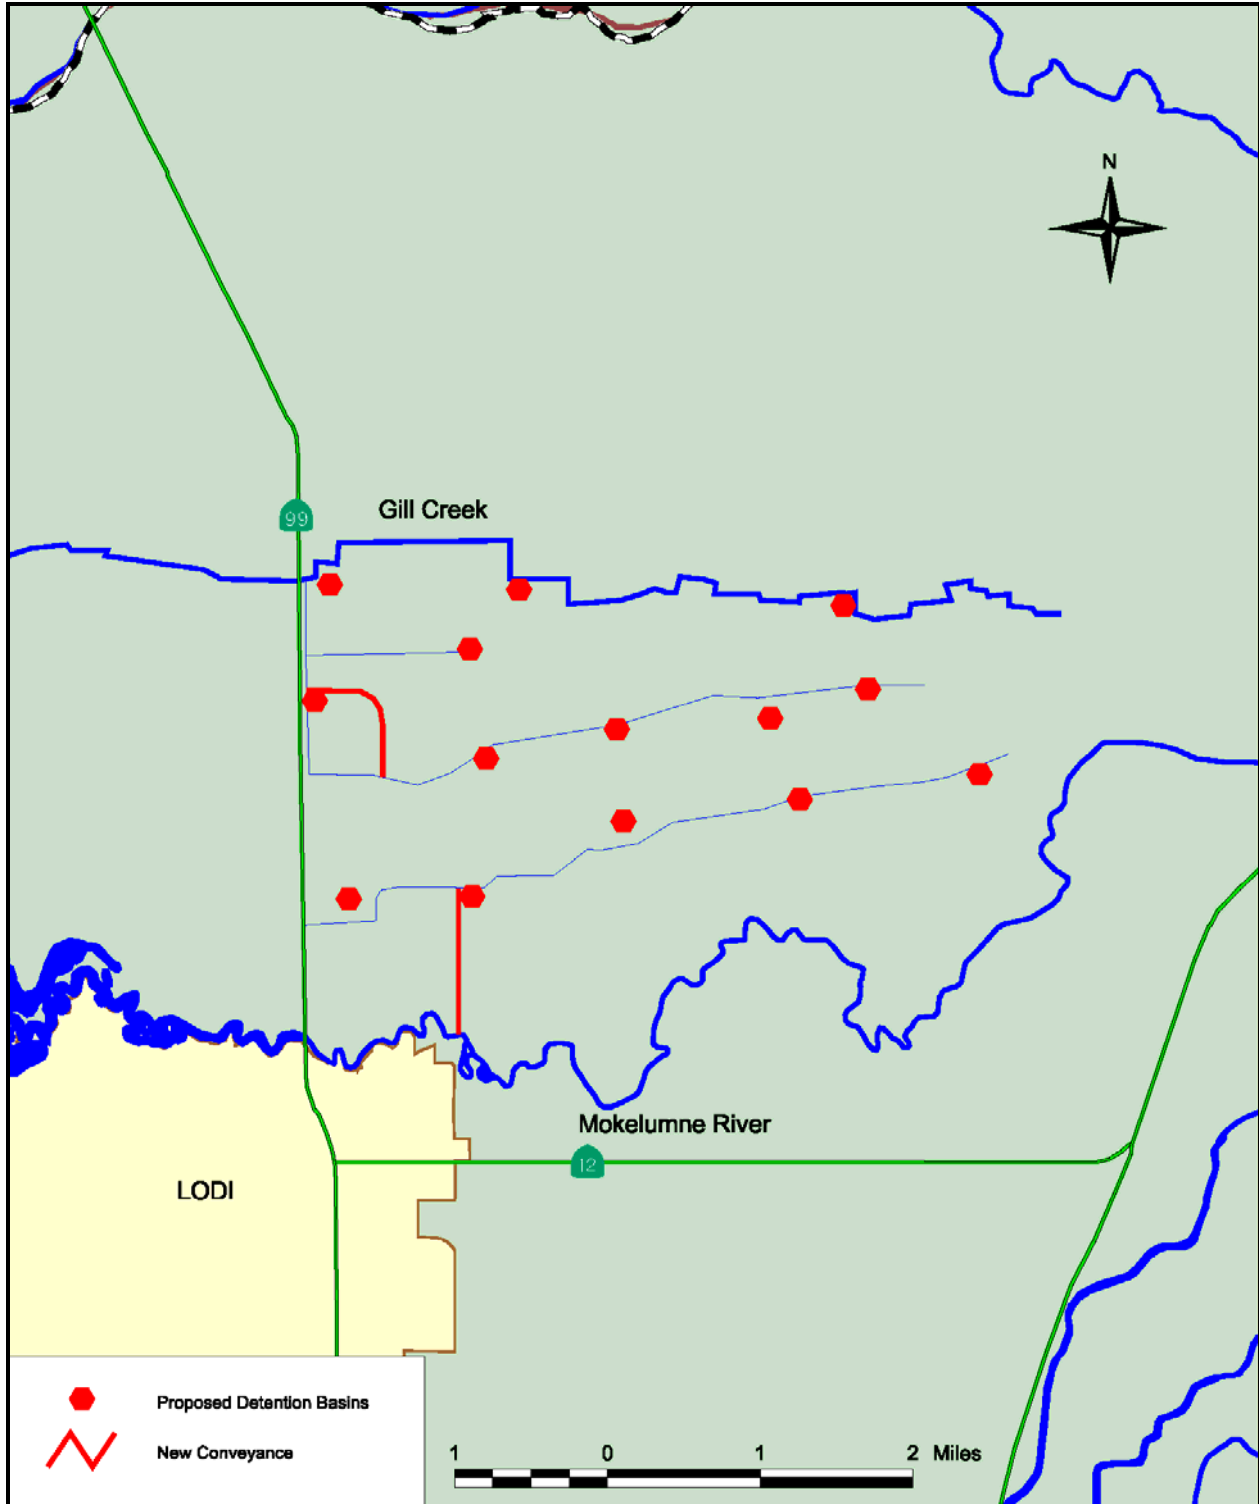 N
99
Gill Creek
Mokelumne River
12
LODI
Proposed Detention Basins
New Conveyance
1 0 1 2 Miles